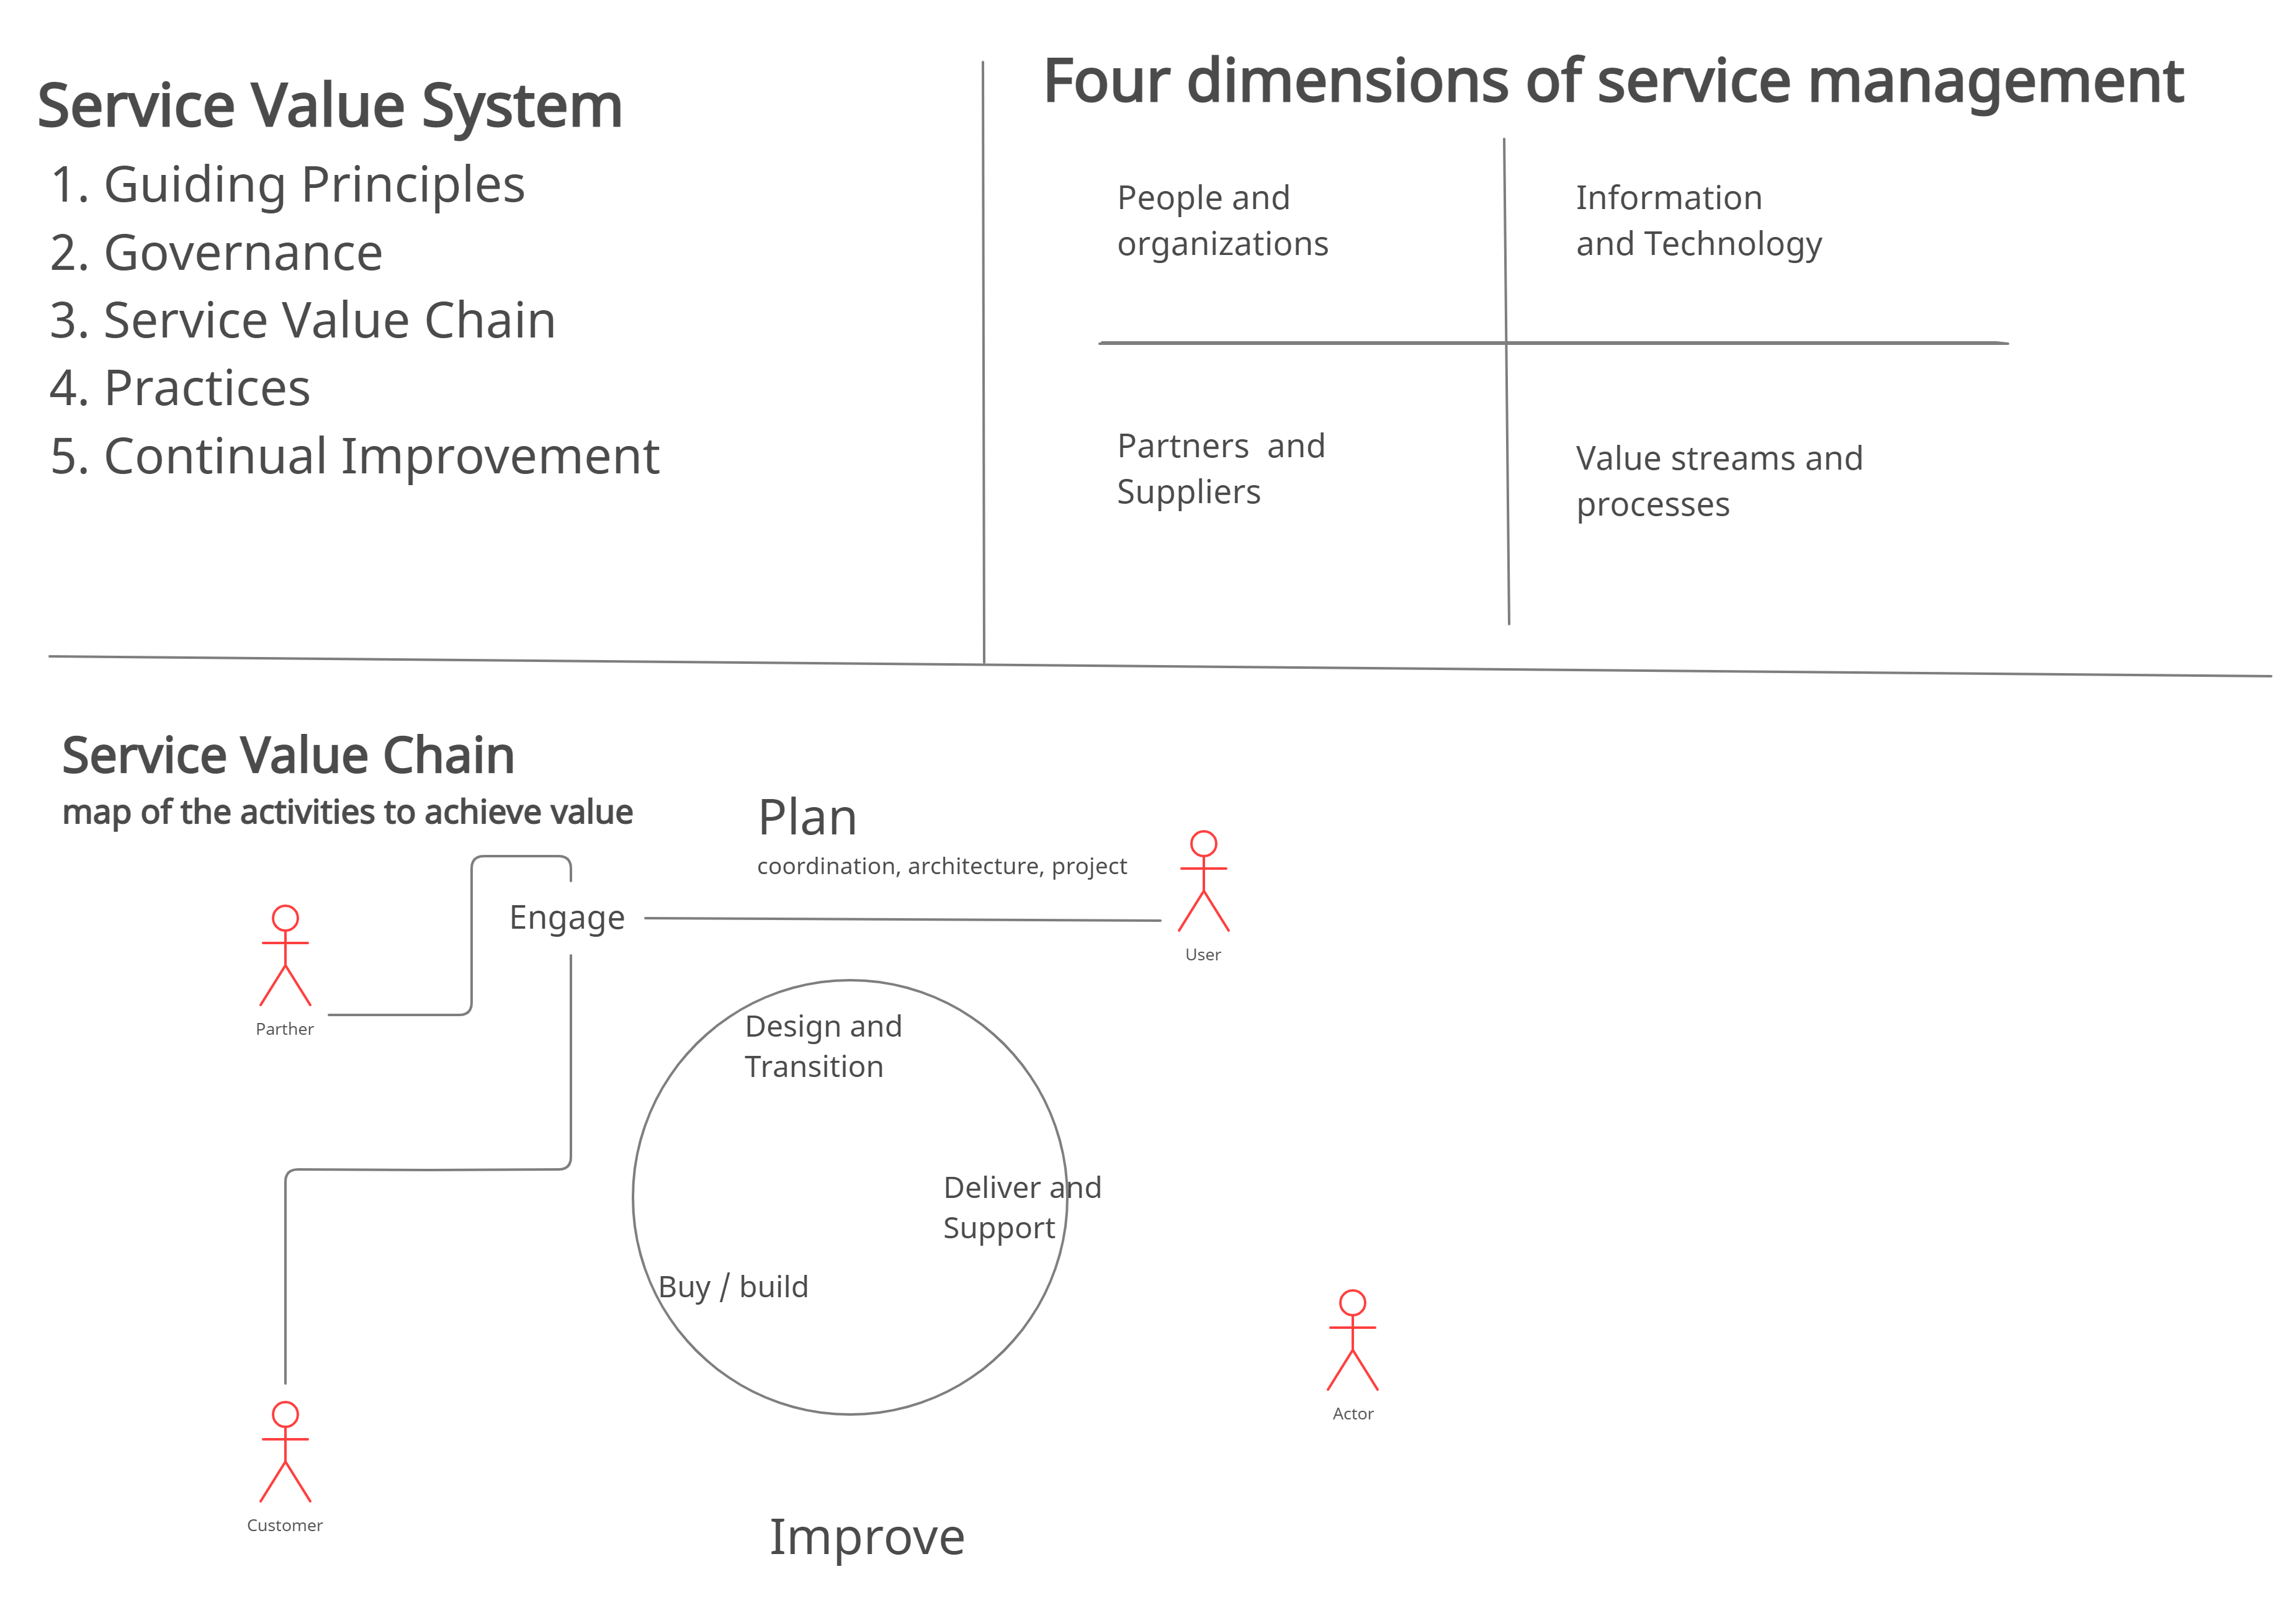 Service Value System
1. Guiding Principles
2. Governance
3. Service Value Chain
4. Practices
5. Continual Improvement
Four dimensions of service management
People and
organizations
Information
and Technology
Partners  and
Suppliers
Value streams and
processes
Service Value Chain
map of the activities to achieve value
Plan
coordination, architecture, project
Engage
User
Parther
Design and
Transition
Deliver and
Support
Buy / build
Actor
Customer
Improve